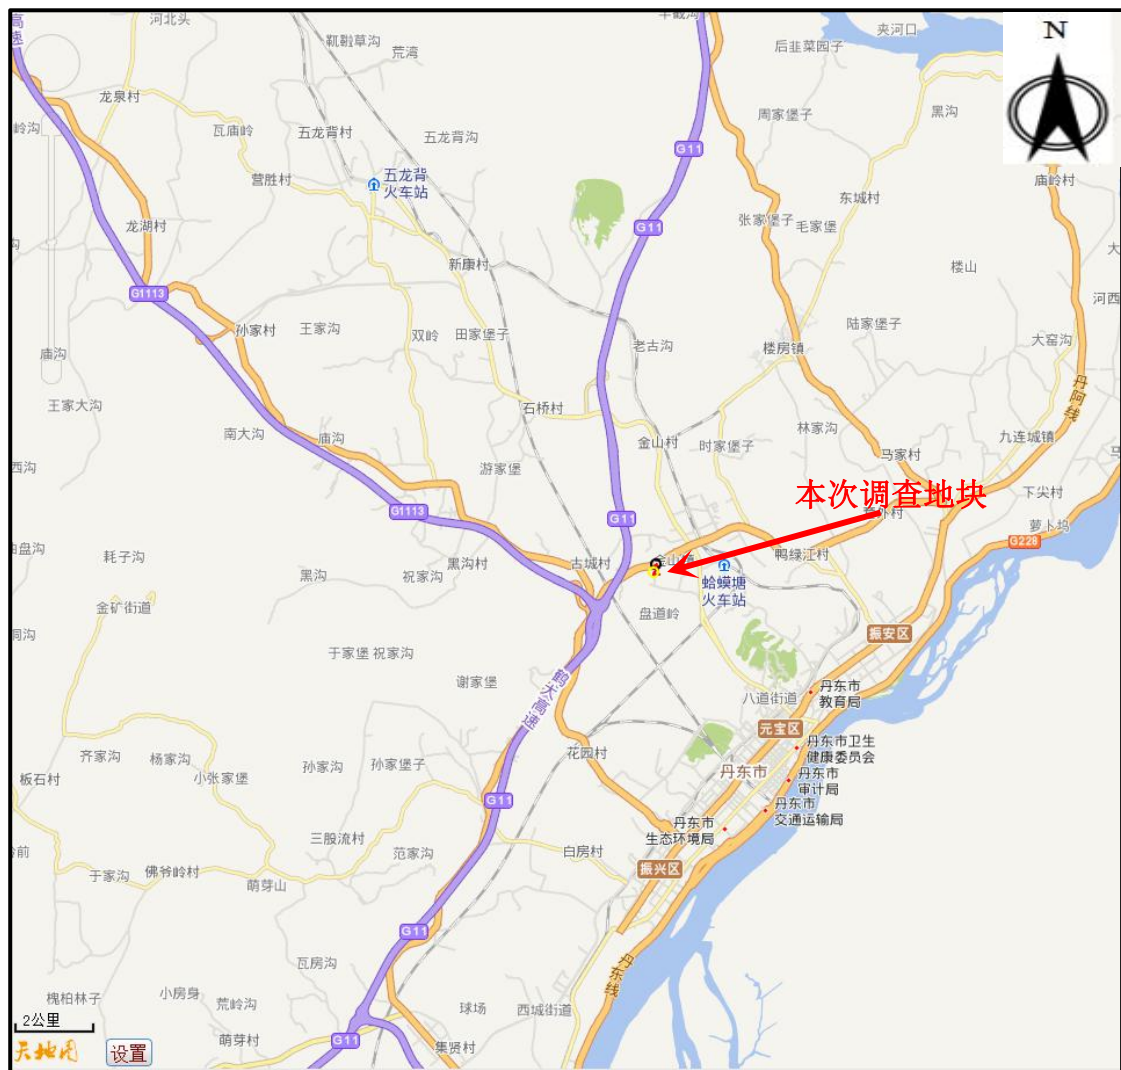 高速
河北头
靰鞡草沟
荒湾
半截沟
后韭菜园子
夹河口
N
龙泉村
岭沟
瓦庙岭
五龙背村
五龙背沟
G11
周家堡子
黑沟
五龙背
火车站
营胜村
庙岭村
东城村
张家堡子
毛家堡
龙湖村
G11
沟
大
新康村
楼山
G1113
河西
孙家村
王家沟
双岭
田家堡子
陆家堡子
老古沟
楼房镇
大窑沟
庙沟
丹阿线
王家大沟
石桥村
南大沟
庙沟
金山村
时家堡子
林家沟
九连城镇
马家村
马
西沟
游家堡
本次调查地块
下尖村
G1113
G11
萝卜坞
G228
耗子沟
黑沟村
古城村
金山镇
鸭绿江村
黑沟
祝家沟
蛤蟆塘
火车站
金矿街道
盘道岭
洞沟
振安区
于家堡
祝家沟
谢家堡
鹤大高速
八道街道
丹东市
教育局
元宝区
花园村
丹东市卫生
健康委员会
齐家沟
杨家沟
孙家沟
孙家堡子
丹东市
丹东市
审计局
板石村
小张家堡
G11
丹东市
交通运输局
丹东市
生态环境局
三股流村
范家沟
白房村
岭前
于家沟
佛爷岭村
萌芽山
振兴区
G11
瓦房沟
丹东线
槐柏林子
小房身
荒岭沟
球场
西城街道
2公里
天地图
设置
萌芽村
G11
集贤村